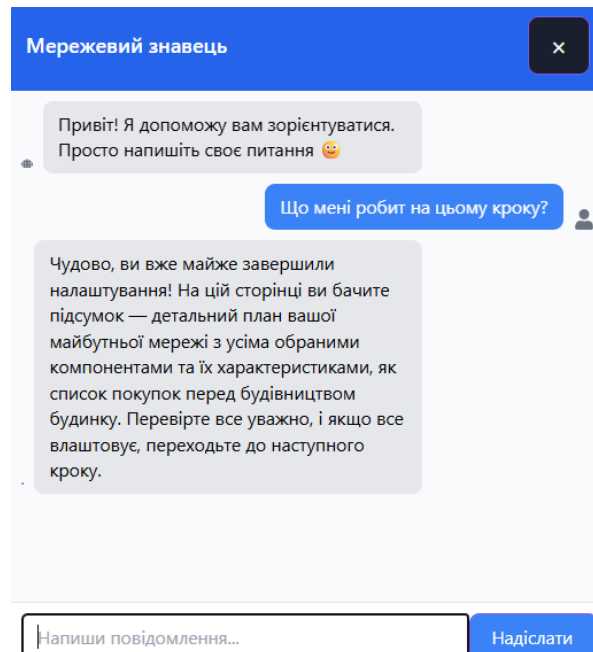 Мережевий знавець
×
Привіт! Я допоможу вам зорієнтуватися.
Просто напишіть своє питання 😀
Що мені робит на цьому кроку?
Чудово, ви вже майже завершили
налаштування! На цій сторінці ви бачите
підсумок — детальний план вашої
майбутньої мережі з усіма обраними
компонентами та їх характеристиками, як
список покупок перед будівництвом
будинку. Перевірте все уважно, і якщо все
влаштовує, переходьте до наступного
кроку.
Напиши повідомлення...
Надіслати